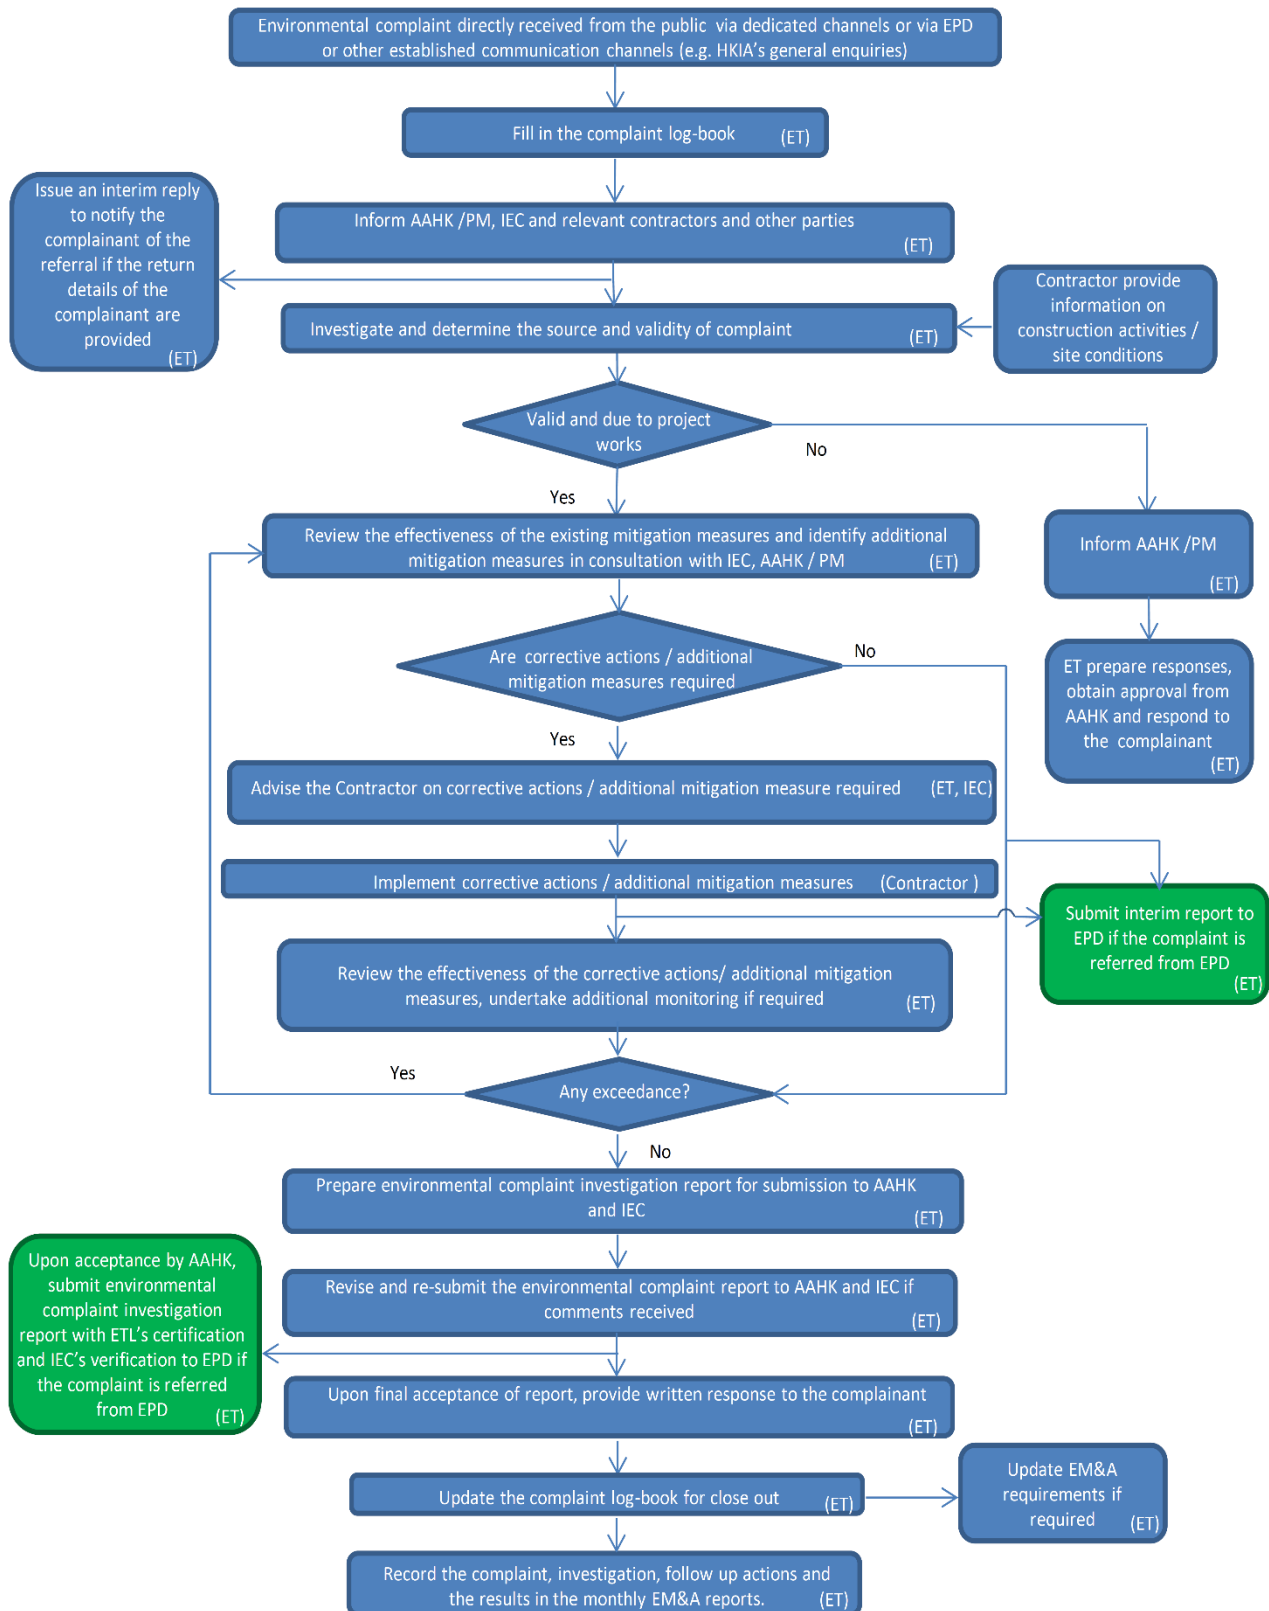 Environmental complaint directly received from the public via dedicated channels or via EPD
or other established communication channels (e.g. HKIA's general enquiries)
Fill in the complaint log-book (ET)
Issue an interim reply
to notify the
complainant of the
referral if the return
details of the
complainant are
provided
(ET)
Inform AAHK /PM, IEC and relevant contractors and other parties
(ET)
Contractor provide
information on
construction activities /
site conditions
Investigate and determine the source and validity of complaint (ET)
Valid and due to project
works
No
Yes
Review the effectiveness of the existing mitigation measures and identify additional
mitigation measures in consultation with IEC, AAHK / PM (ET)
Inform AAHK /PM
(ET)
Are corrective actions / additional
mitigation measures required
No
ET prepare responses,
obtain approval from
AAHK and respond to
the complainant
(ET)
Yes
Advise the Contractor on corrective actions / additional mitigation measure required (ET, IEC)
Implement corrective actions / additional mitigation measures (Contractor )
Submit interim report to
EPD if the complaint is
referred from EPD
(ET)
Review the effectiveness of the corrective actions/ additional mitigation
measures, undertake additional monitoring if required (ET)
Yes
Any exceedance?
No
Prepare environmental complaint investigation report for submission to AAHK
and IEC
(ET)
Upon acceptance by AAHK,
submit environmental
complaint investigation
report with ETL's certification
and IEC's verification to EPD if
the complaint is referred
from EPD
(ET)
Revise and re-submit the environmental complaint report to AAHK and IEC if
comments received
(ET)
Upon final acceptance of report, provide written response to the complainant
(ET)
Update the complaint log-book for close out (ET)
Update EM&A
requirements if
required (ET)
Record the complaint, investigation, follow up actions and
the results in the monthly EM&A reports. (ET)